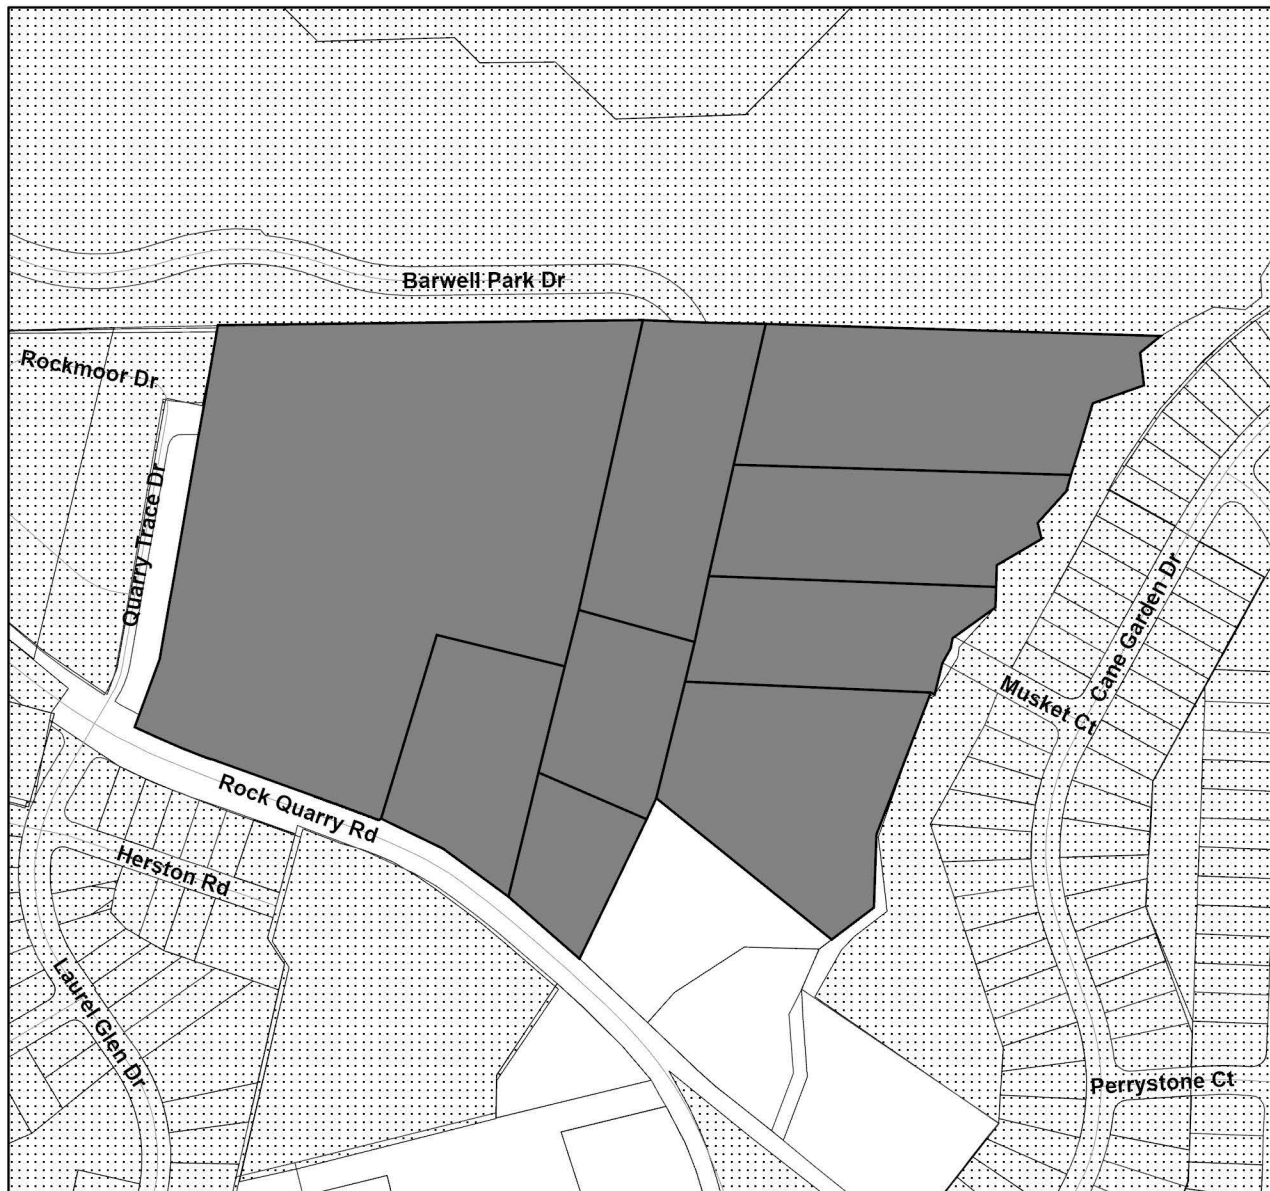 Barwell Park Dr
Rockmoor Dr
Quarry Trace Dr
Cane Garden Dr
Musket Ct
Rock Quarry Rd
Herston Rd
Laurel Glen Dr
Perrystone Ct